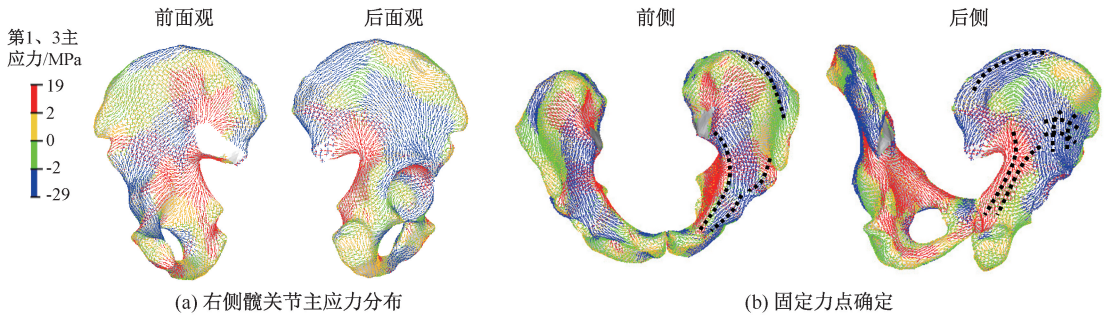 前面观
后面观
前侧
后侧
第1、3主
应力/MPa
19
2
0
-2
-29
(a) 右侧髋关节主应力分布
(b) 固定力点确定